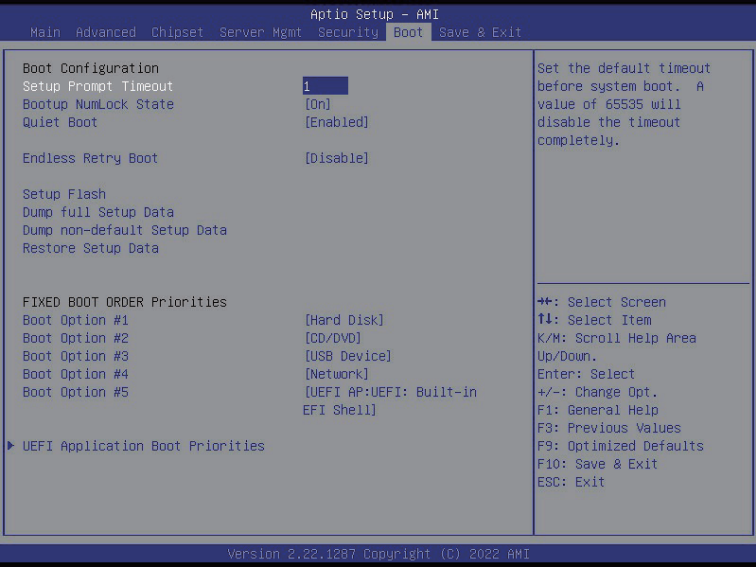 Aptio Setup – AMI
Main Advanced Chipset Server Mgmt Security Boot Save & Exit
Boot Configuration
Setup Prompt Timeout 1
Bootup NumLock State [On]
Quiet Boot [Enabled]
Endless Retry Boot [Disable]
Setup Flash
Dump full Setup Data
Dump non-default Setup Data
Restore Setup Data
FIXED BOOT ORDER Priorities
Boot Option #1 [Hard Disk]
Boot Option #2 [CD/DVD]
Boot Option #3 [USB Device]
Boot Option #4 [Network]
Boot Option #5 [UEFI AP:UEFI: Built-in
EFI Shell]
UEFI Application Boot Priorities
Set the default timeout
before system boot. A
value of 65535 will
disable the timeout
completely.
→←: Select Screen
↑↓: Select Item
K/M: Scroll Help Area
Up/Down.
Enter: Select
+/-: Change Opt.
F1: General Help
F3: Previous Values
F9: Optimized Defaults
F10: Save & Exit
ESC: Exit
Version 2.22.1287 Copyright (C) 2022 AMI